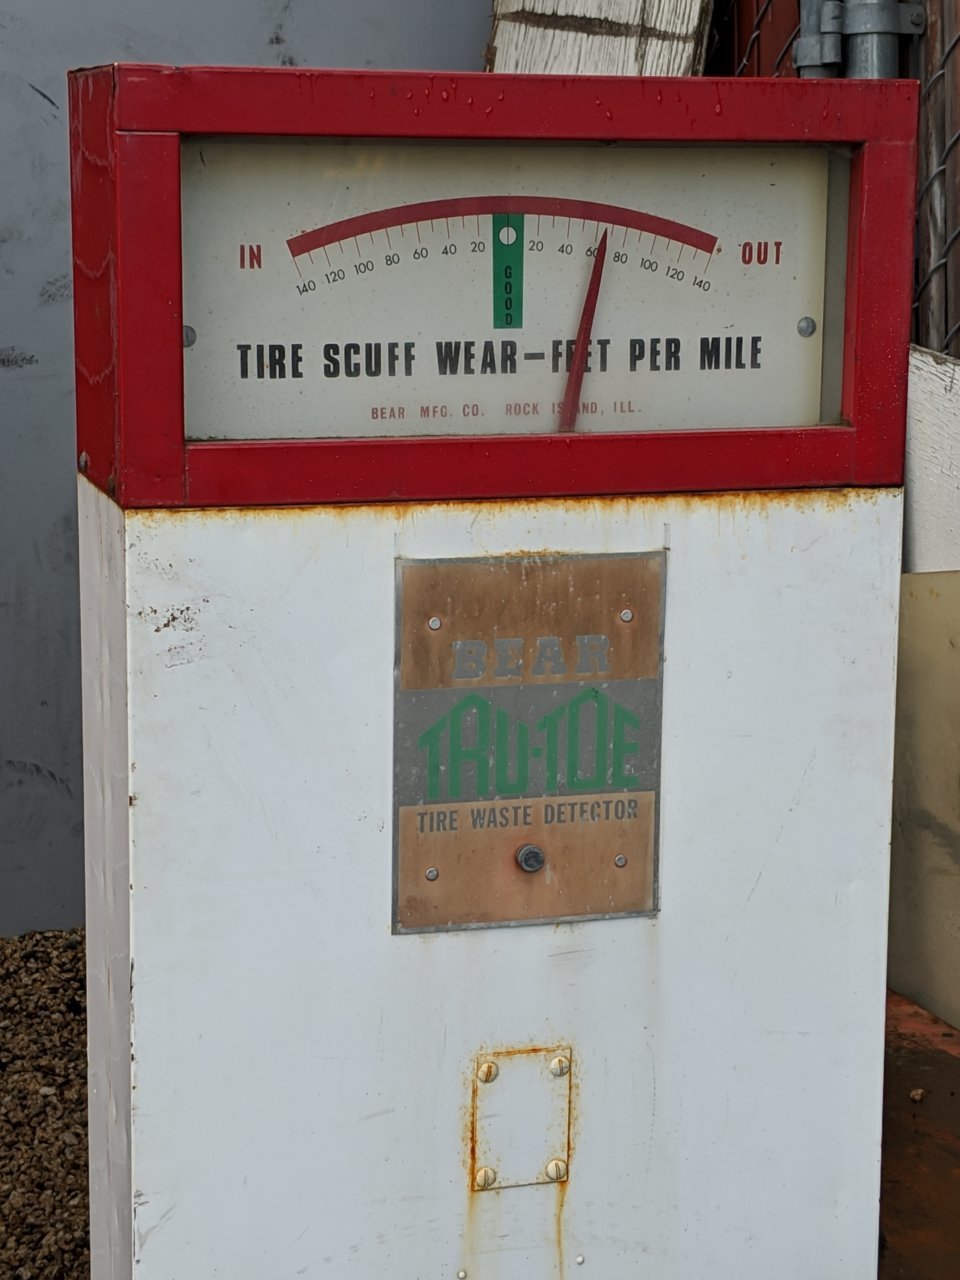 IN
OUT
140 120 100 80 60 40 20 20 40 60 80 100 120 140
GOOD
TIRE SCUFF WEAR—FEET PER MILE
BEAR MFG. CO. ROCK ISLAND, ILL.
BEAR
TRU-TOE
TIRE WASTE DETECTOR